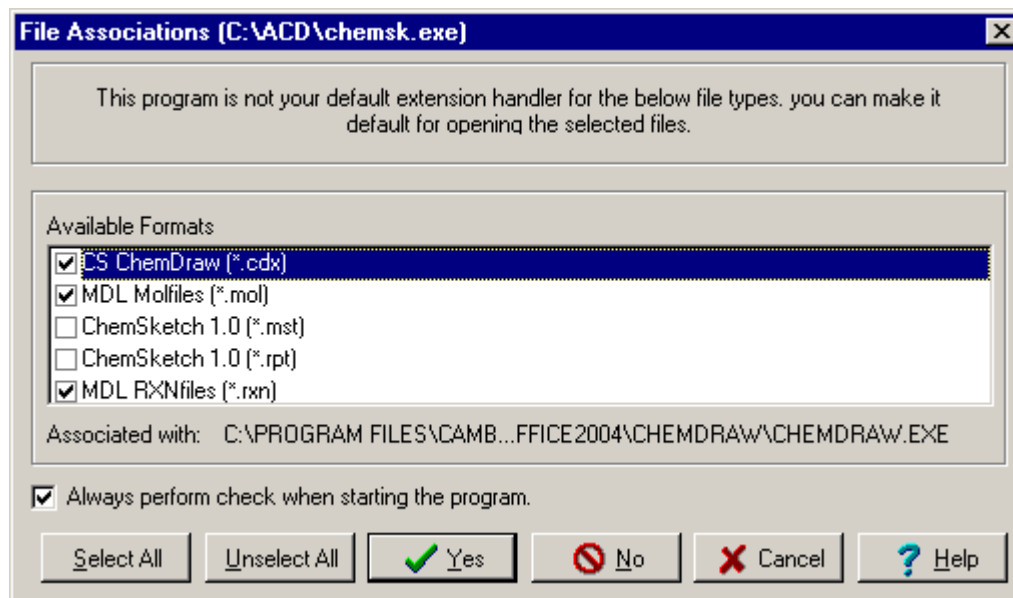 File Associations (C:\ACD\chemsk.exe)
This program is not your default extension handler for the below file types. you can make it
default for opening the selected files.
Available Formats
CS ChemDraw (*.cdx)
MDL Molfiles (*.mol)
ChemSketch 1.0 (*.mst)
ChemSketch 1.0 (*.rpt)
MDL RXNfiles (*.rxn)
Associated with: C:\PROGRAM FILES\CAMB...FFICE2004\CHEMDRAW\CHEMDRAW.EXE
Always perform check when starting the program.
Select All Unselect All Yes No Cancel Help